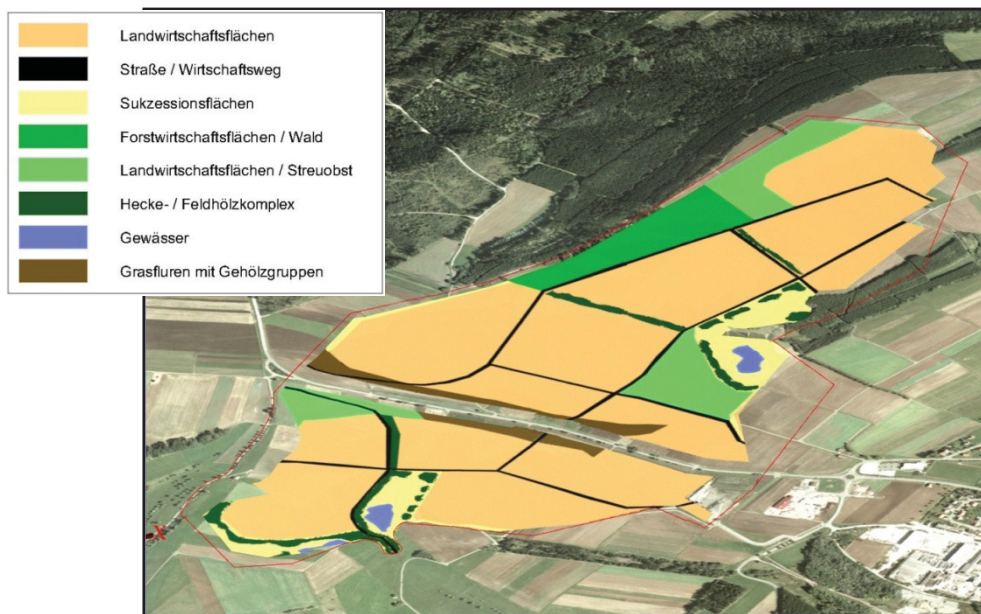 Landwirtschaftsflächen
Straße / Wirtschaftsweg
Sukzessionsflächen
Forstwirtschaftsflächen / Wald
Landwirtschaftsflächen / Streuobst
Hecke- / Feldhölzkomplex
Gewässer
Grasfluren mit Gehölzgruppen
X